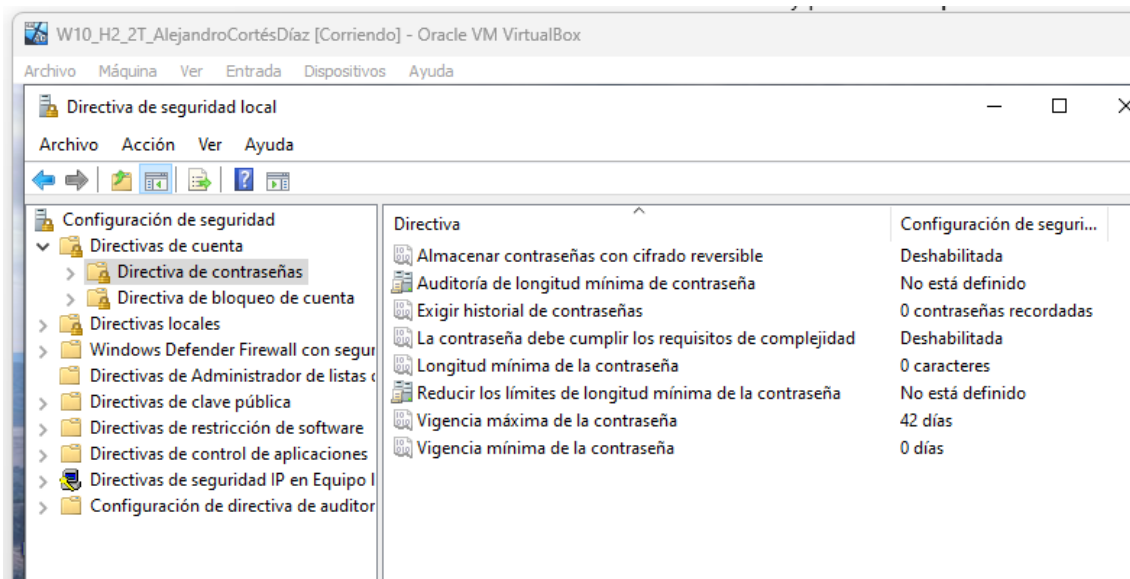 W10_H2_2T_AlejandroCortésDíaz [Corriendo] - Oracle VM VirtualBox
Archivo Máquina Ver Entrada Dispositivos Ayuda
Directiva de seguridad local
Archivo Acción Ver Ayuda
Configuración de seguridad
Directivas de cuenta
Directiva de contraseñas
Directiva de bloqueo de cuenta
Directivas locales
Windows Defender Firewall con segur
Directivas de Administrador de listas
Directivas de clave pública
Directivas de restricción de software
Directivas de control de aplicaciones
Directivas de seguridad IP en Equipo l
Configuración de directiva de auditor
Directiva Configuración de seguri...
Almacenar contraseñas con cifrado reversible Deshabilitada
Auditoría de longitud mínima de contraseña No está definido
Exigir historial de contraseñas 0 contraseñas recordadas
La contraseña debe cumplir los requisitos de complejidad Deshabilitada
Longitud mínima de la contraseña 0 caracteres
Reducir los límites de longitud mínima de la contraseña No está definido
Vigencia máxima de la contraseña 42 días
Vigencia mínima de la contraseña 0 días